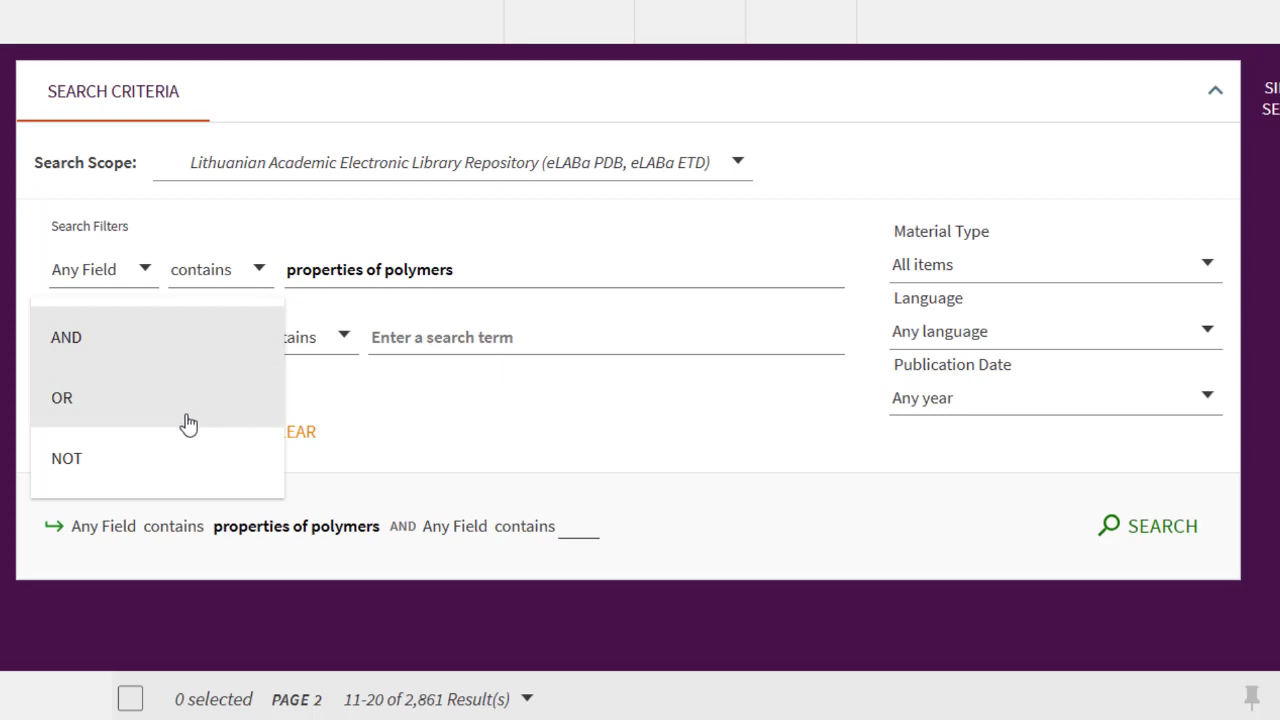 SEARCH CRITERIA
Search Scope: Lithuanian Academic Electronic Library Repository (eLABa PDB, eLABa ETD)
Search Filters
Any Field contains properties of polymers
AND
Enter a search term
OR
NOT
Material Type
All items
Language
Any language
Publication Date
Any year
Any Field contains properties of polymers AND Any Field contains
SEARCH
0 selected PAGE 2 11-20 of 2,861 Result(s)